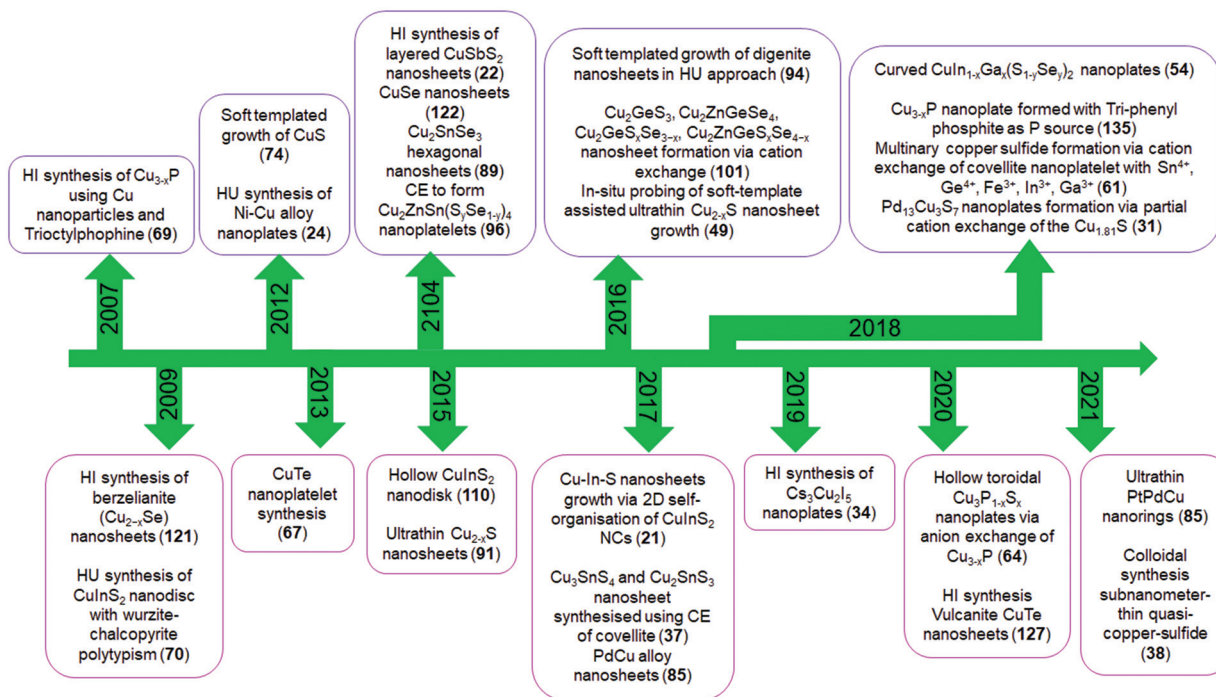 HI synthesis of Cu₃₋ₓP
using Cu
nanoparticles and
Trioctylphophine (69)
2007
Soft templated
growth of CuS
(74)
HU synthesis of
Ni-Cu alloy
nanoplates (24)
2012
HI synthesis of
layered CuSbS₂
nanosheets (22)
CuSe nanosheets
(122)
Cu₂SnSe₃
hexagonal
nanosheets (89)
CE to form
Cu₂ZnSn(SᵧSe₁₋ᵧ)₄
nanoplatelets (96)
2104
Soft templated growth of digenite
nanosheets in HU approach (94)
Cu₂GeS₃, Cu₂ZnGeSe₄,
Cu₂GeSₓSe₃₋ₓ, Cu₂ZnGeSₓSe₄₋ₓ
nanosheet formation via cation
exchange (101)
In-situ probing of soft-template
assisted ultrathin Cu₂₋ₓS nanosheet
growth (49)
2016
Curved CuIn₁₋ₓGaₓ(S₁₋ᵧSeᵧ)₂ nanoplates (54)
Cu₃₋ₓP nanoplate formed with Tri-phenyl
phosphite as P source (135)
Multinary copper sulfide formation via cation
exchange of covellite nanoplatelet with Sn⁴⁺,
Ge⁴⁺, Fe³⁺, In³⁺, Ga³⁺ (61)
Pd₁₃Cu₃S₇ nanoplates formation via partial
cation exchange of the Cu₁.₈₁S (31)
2018
2009
HI synthesis of
berzelianite
(Cu₂₋ₓSe)
nanosheets (121)
HU synthesis of
CuInS₂ nanodisc
with wurzite-
chalcopyrite
polytypism (70)
2013
CuTe
nanoplatelet
synthesis
(67)
2015
Hollow CuInS₂
nanodisk (110)
Ultrathin Cu₂₋ₓS
nanosheets (91)
2017
Cu-In-S nanosheets
growth via 2D self-
organisation of CuInS₂
NCs (21)
Cu₃SnS₄ and Cu₂SnS₃
nanosheet
synthesised using CE
of covellite (37)
PdCu alloy
nanosheets (85)
2019
HI synthesis of
Cs₃Cu₂I₅
nanoplates (34)
2020
Hollow toroidal
Cu₃P₁₋ₓSₓ
nanoplates via
anion exchange of
Cu₃₋ₓP (64)
HI synthesis
Vulcanite CuTe
nanosheets (127)
2021
Ultrathin
PtPdCu
nanorings (85)
Colloidal
synthesis
subnanometer-
thin quasi-
copper-sulfide
(38)